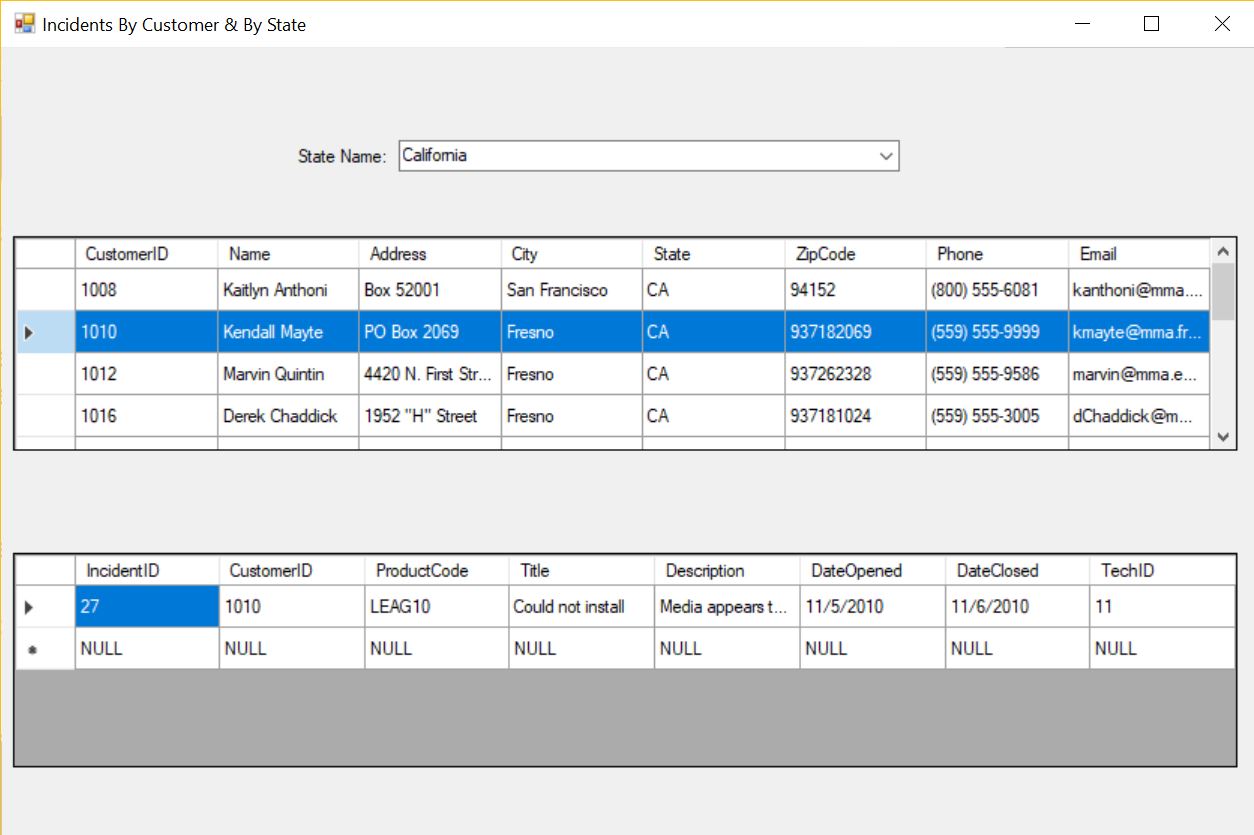 Incidents By Customer & By State
State Name: California
CustomerID Name Address City State ZipCode Phone Email
1008 Kaitlyn Anthoni Box 52001 San Francisco CA 94152 (800) 555-6081 kanthoni@mma....
1010 Kendall Mayte PO Box 2069 Fresno CA 937182069 (559) 555-9999 kmayte@mma.fr...
1012 Marvin Quintin 4420 N. First Str... Fresno CA 937262328 (559) 555-9586 marvin@mma.e...
1016 Derek Chaddick 1952 "H" Street Fresno CA 937181024 (559) 555-3005 dChaddick@m...
IncidentID CustomerID ProductCode Title Description DateOpened DateClosed TechID
27 1010 LEAG10 Could not install Media appears t... 11/5/2010 11/6/2010 11
NULL NULL NULL NULL NULL NULL NULL NULL